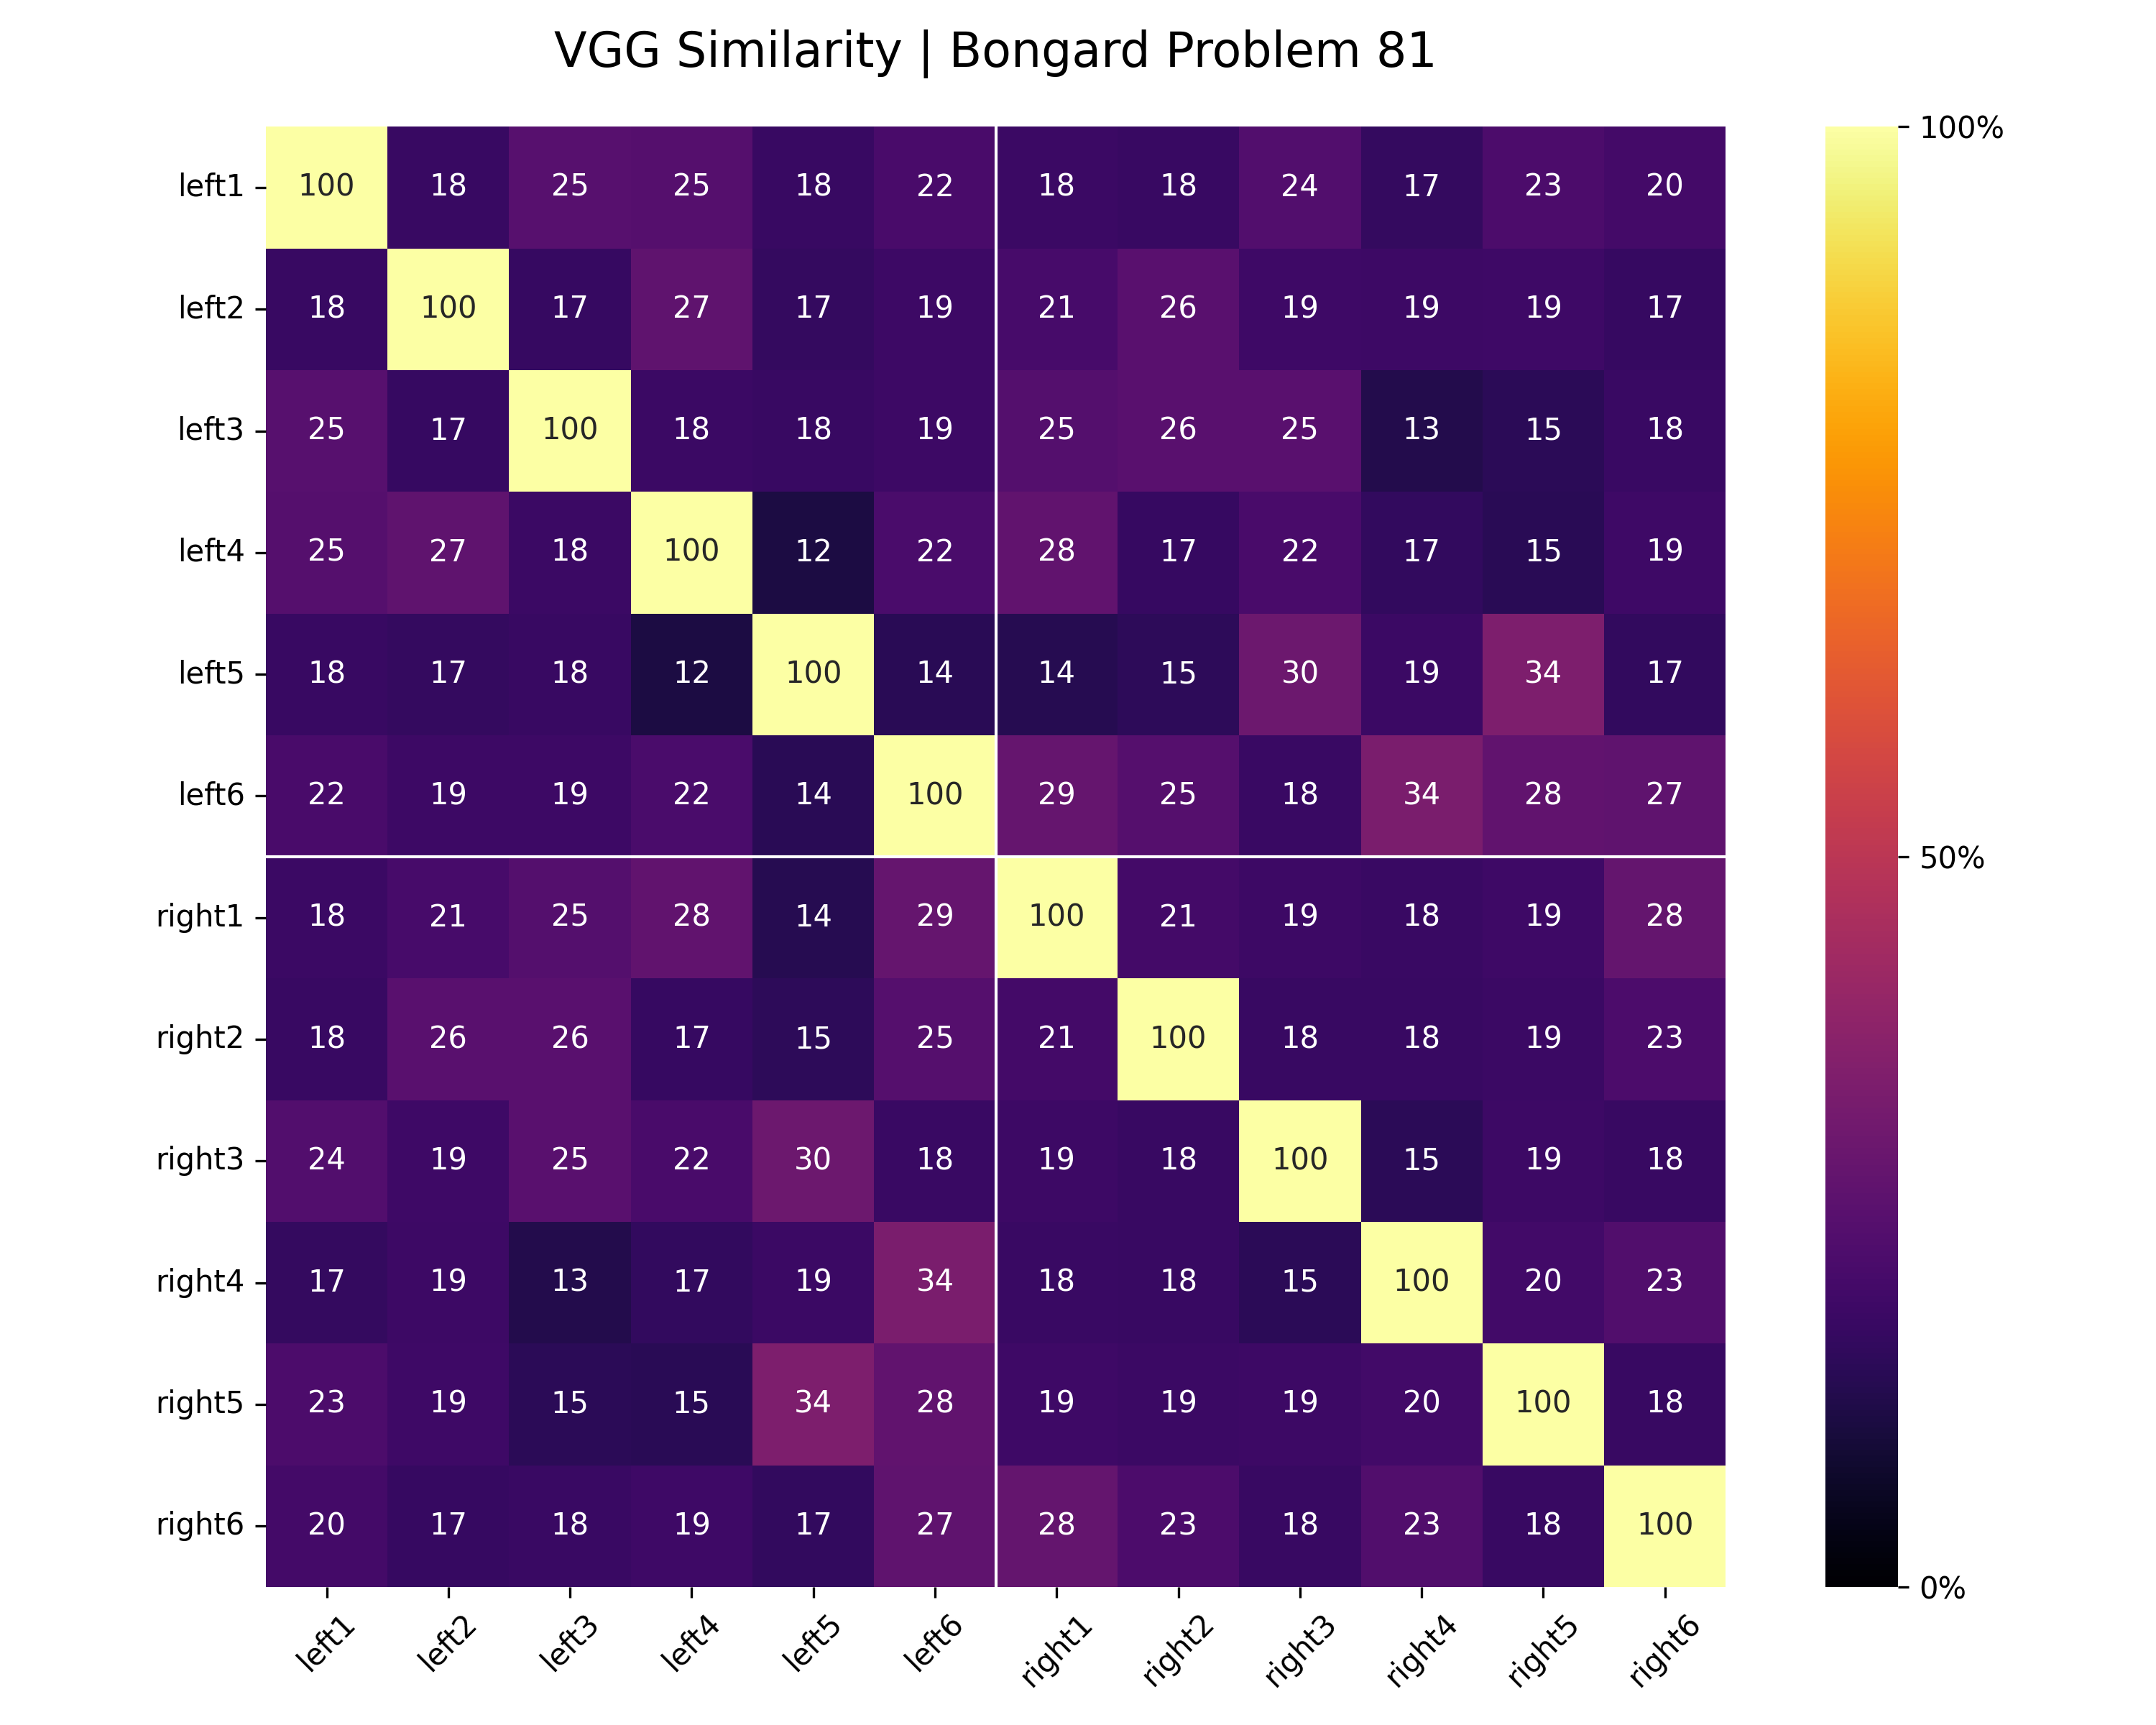 VGG Similarity | Bongard Problem 81
100%
left1 100 18 25 25 18 22 18 18 24 17 23 20
left2 18 100 17 27 17 19 21 26 19 19 19 17
left3 25 17 100 18 18 19 25 26 25 13 15 18
left4 25 27 18 100 12 22 28 17 22 17 15 19
left5 18 17 18 12 100 14 14 15 30 19 34 17
left6 22 19 19 22 14 100 29 25 18 34 28 27
50%
right1 18 21 25 28 14 29 100 21 19 18 19 28
right2 18 26 26 17 15 25 21 100 18 18 19 23
right3 24 19 25 22 30 18 19 18 100 15 19 18
right4 17 19 13 17 19 34 18 18 15 100 20 23
right5 23 19 15 15 34 28 19 19 19 20 100 18
right6 20 17 18 19 17 27 28 23 18 23 18 100
0%
left1 left2 left3 left4 left5 left6 right1 right2 right3 right4 right5 right6